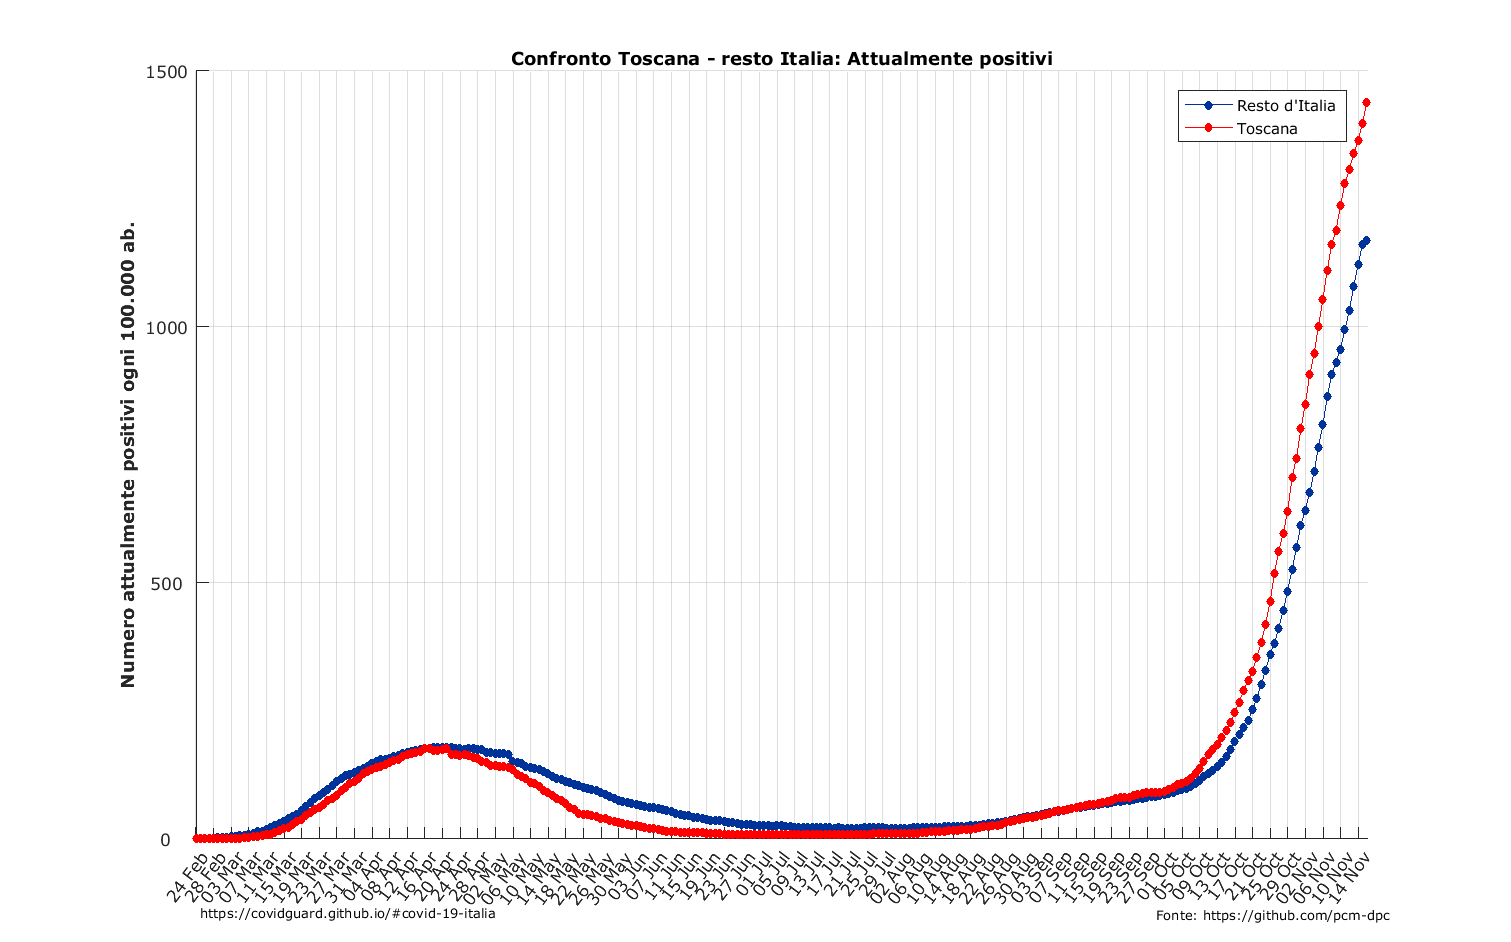 Confronto Toscana - resto Italia: Attualmente positivi
Numero attualmente positivi ogni 100.000 ab.
1500
1000
500
0
Resto d'Italia
Toscana
24 Feb
28 Feb
03 Mar
07 Mar
11 Mar
15 Mar
19 Mar
23 Mar
27 Mar
31 Mar
04 Apr
08 Apr
12 Apr
16 Apr
20 Apr
24 Apr
28 Apr
02 May
06 May
10 May
14 May
18 May
22 May
26 May
30 May
03 Jun
07 Jun
11 Jun
15 Jun
19 Jun
23 Jun
27 Jun
01 Jul
05 Jul
09 Jul
13 Jul
17 Jul
21 Jul
25 Jul
29 Jul
02 Aug
06 Aug
10 Aug
14 Aug
18 Aug
22 Aug
26 Aug
30 Aug
03 Sep
07 Sep
11 Sep
15 Sep
19 Sep
23 Sep
27 Sep
01 Oct
05 Oct
09 Oct
13 Oct
17 Oct
21 Oct
25 Oct
29 Oct
02 Nov
06 Nov
10 Nov
14 Nov
https://covidguard.github.io/#covid-19-italia
Fonte: https://github.com/pcm-dpc